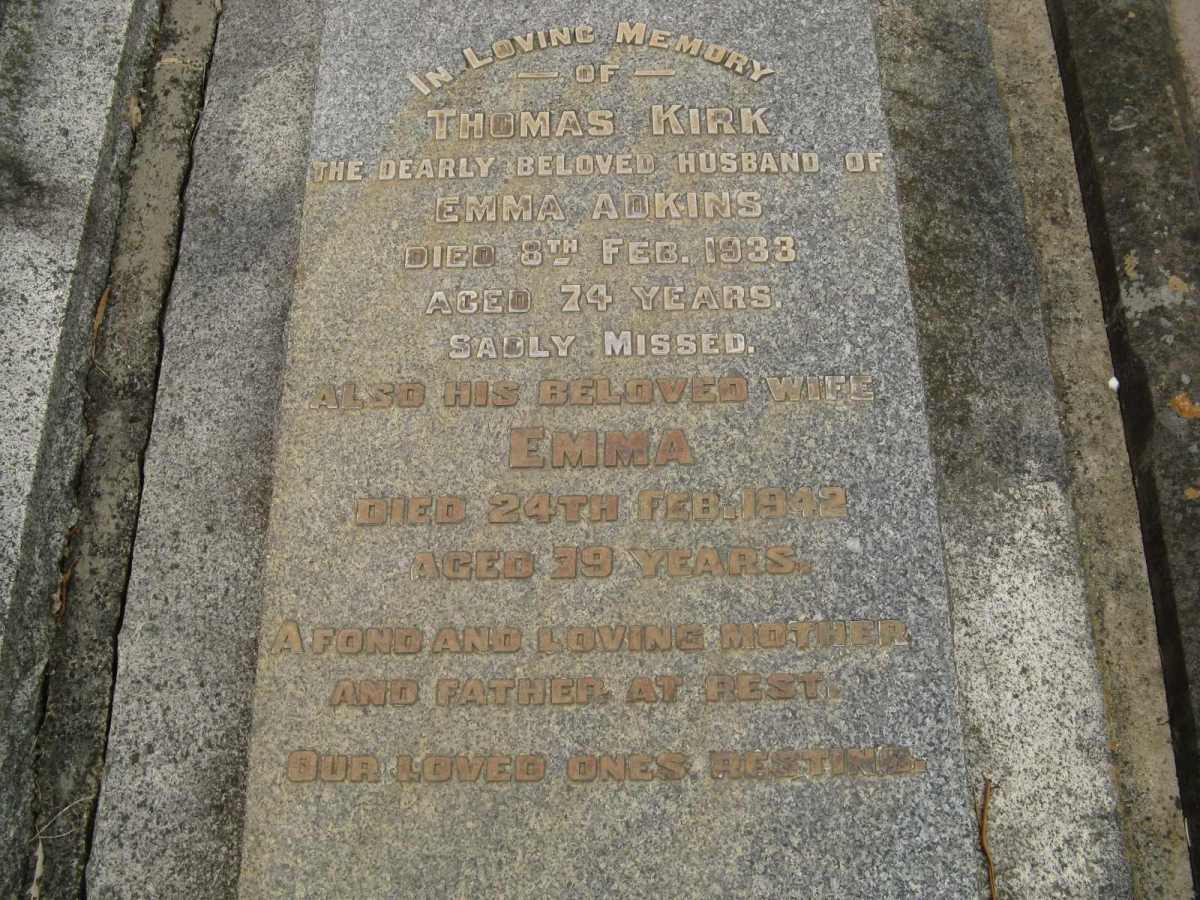 IN LOVING MEMORY
OF
THOMAS KIRK
THE DEARLY BELOVED HUSBAND OF
EMMA ADKINS
DIED 8TH FEB. 1933
AGED 74 YEARS
SADLY MISSED.
ALSO HIS BELOVED WIFE
EMMA
DIED 24TH FEB. 1942
AGED 79 YEARS.
A FOND AND LOVING MOTHER
AND FATHER AT REST.
OUR LOVED ONES RESTING.